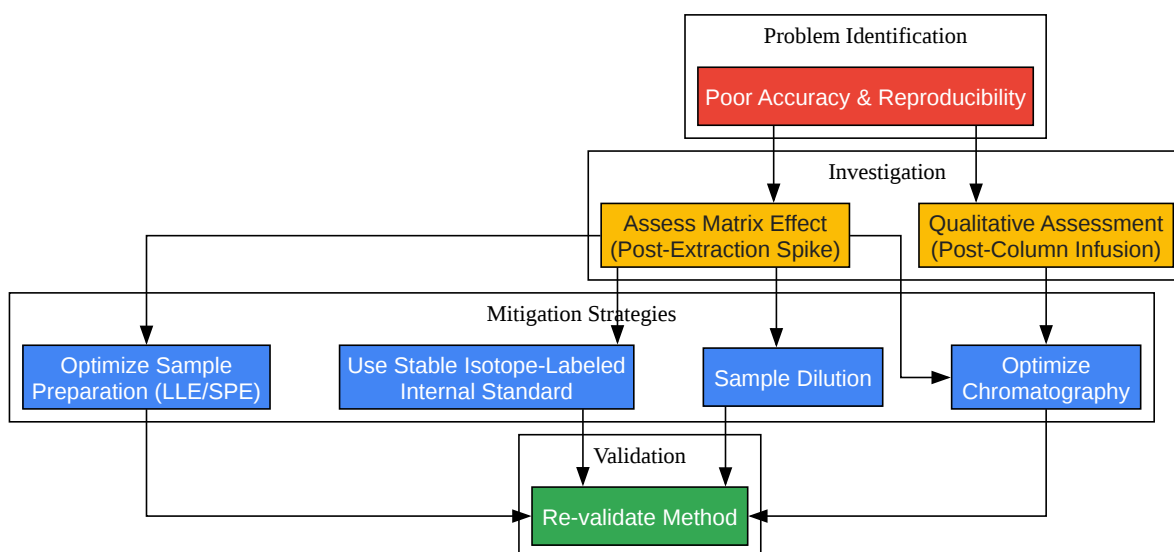 Problem Identification
Poor Accuracy & Reproducibility
Investigation
Assess Matrix Effect
(Post-Extraction Spike)
Qualitative Assessment
(Post-Column Infusion)
Mitigation Strategies
Optimize Sample
Preparation (LLE/SPE)
Use Stable Isotope-Labeled
Internal Standard
Sample Dilution
Optimize
Chromatography
Validation
Re-validate Method